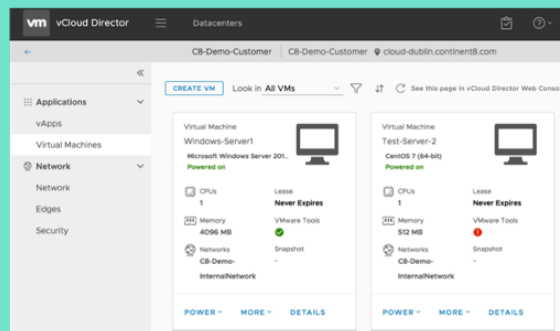 vm vCloud Director Datacenters
C8-Demo-Customer C8-Demo-Customer cloud-dublin.continent8.com
CREATE VM Look in All VMs See this page in vCloud Director Web Conso
Applications
vApps
Virtual Machines
Network
Network
Edges
Security
Virtual Machine
Windows-Server1
Microsoft Windows Server 201..
Powered on
CPUs Lease
1 Never Expires
Memory VMware Tools
4096 MB
Networks Snapshot
C8-Demo- -
InternalNetwork
POWER MORE DETAILS
Virtual Machine
Test-Server-2
CentOS 7 (64-bit)
Powered on
CPUs Lease
1 Never Expires
Memory VMware Tools
512 MB
Networks Snapshot
C8-Demo- -
InternalNetwork
POWER MORE DETAILS